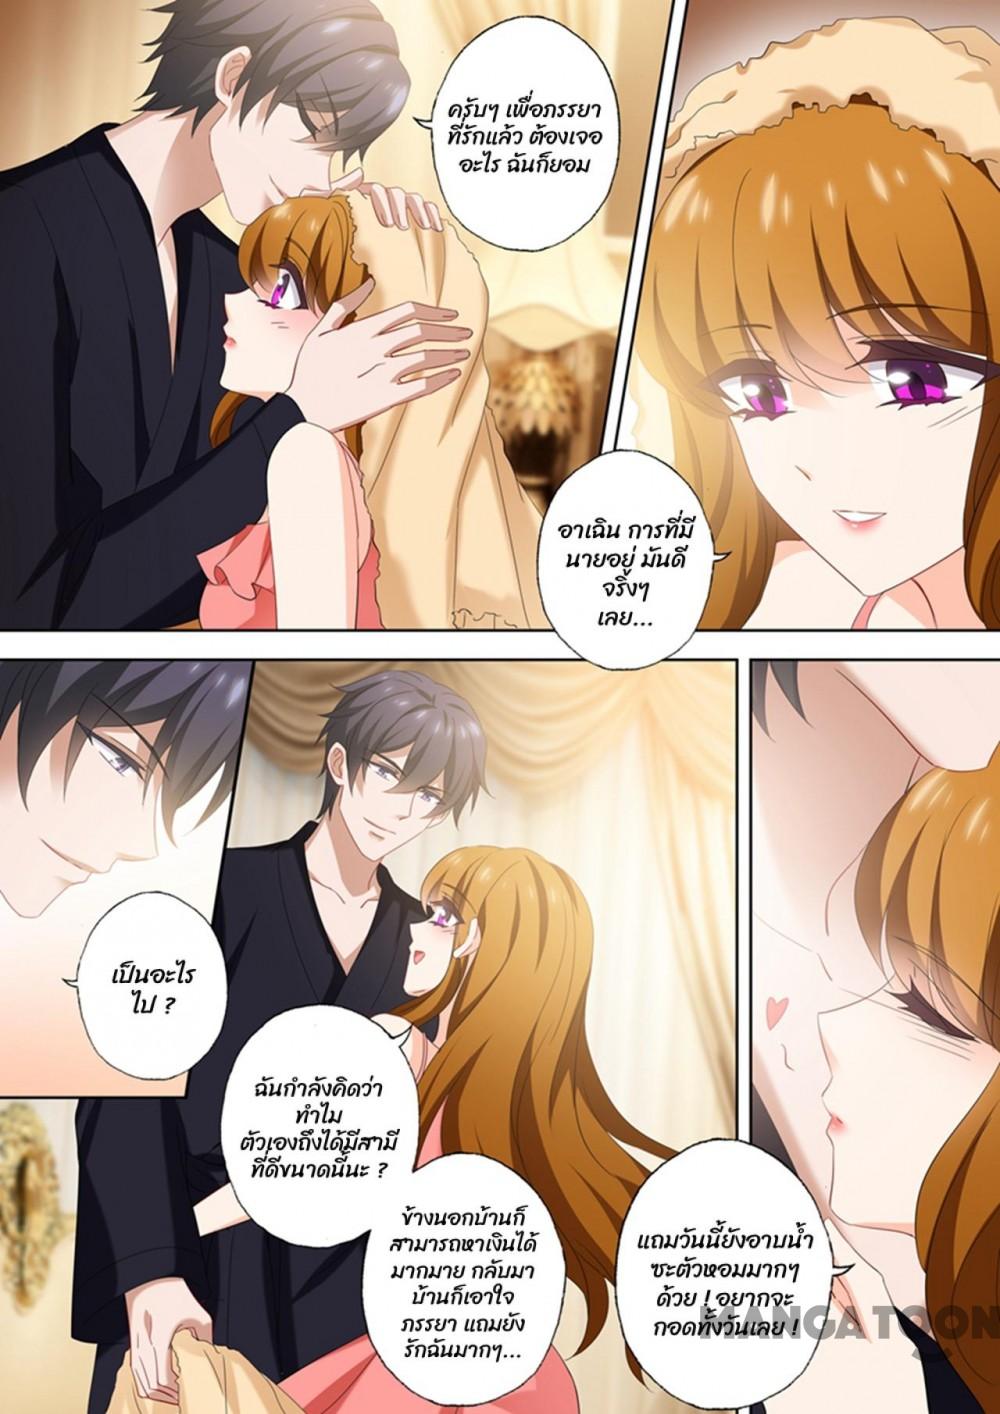 ครับๆ เพื่อภรรยา
ที่รักแล้ว ต้องเจอ
อะไร ฉันก็ยอม
อาเฉิน การที่มี
นายอยู่ มันดี
จริงๆ
เลย...
เป็นอะไร
ไป ?
ฉันกำลังคิดว่า
ทำไม
ตัวเองถึงได้มีสามี
ที่ดีขนาดนี้นะ ?
ข้างนอกบ้านก็
สามารถหาเงินได้
มากมาย กลับมา
บ้านก็เอาใจ
ภรรยา แถมยัง
รักฉันมากๆ...
แถมวันนี้ยังอาบน้ำ
ซะตัวหอมมากๆ
ด้วย ! อยากจะ
กอดทั้งวันเลย !
MANGATOON